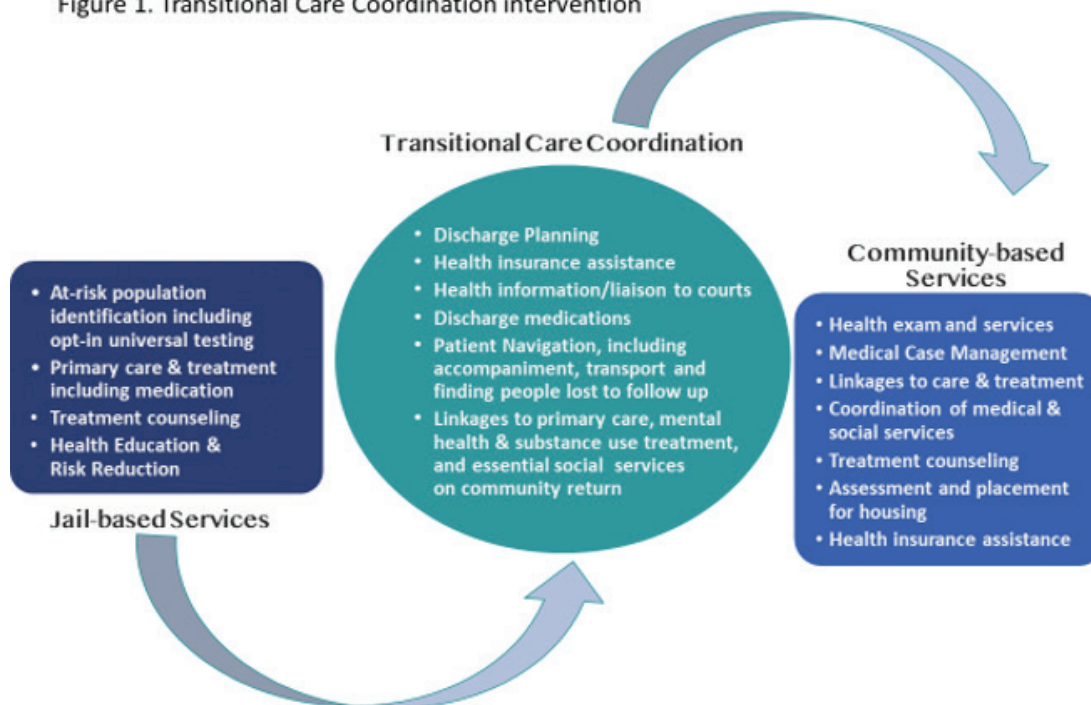 Figure 1. Transitional Care Coordination Intervention
Transitional Care Coordination
• Discharge Planning
• Health insurance assistance
• Health information/liaison to courts
• Discharge medications
• Patient Navigation, including
accompaniment, transport and
finding people lost to follow up
• Linkages to primary care, mental
health & substance use treatment,
and essential social services
on community return
• At-risk population
identification including
opt-in universal testing
• Primary care & treatment
including medication
• Treatment counseling
• Health Education &
Risk Reduction
Jail-based Services
Community-based
Services
• Health exam and services
• Medical Case Management
• Linkages to care & treatment
• Coordination of medical &
social services
• Treatment counseling
• Assessment and placement
for housing
• Health insurance assistance